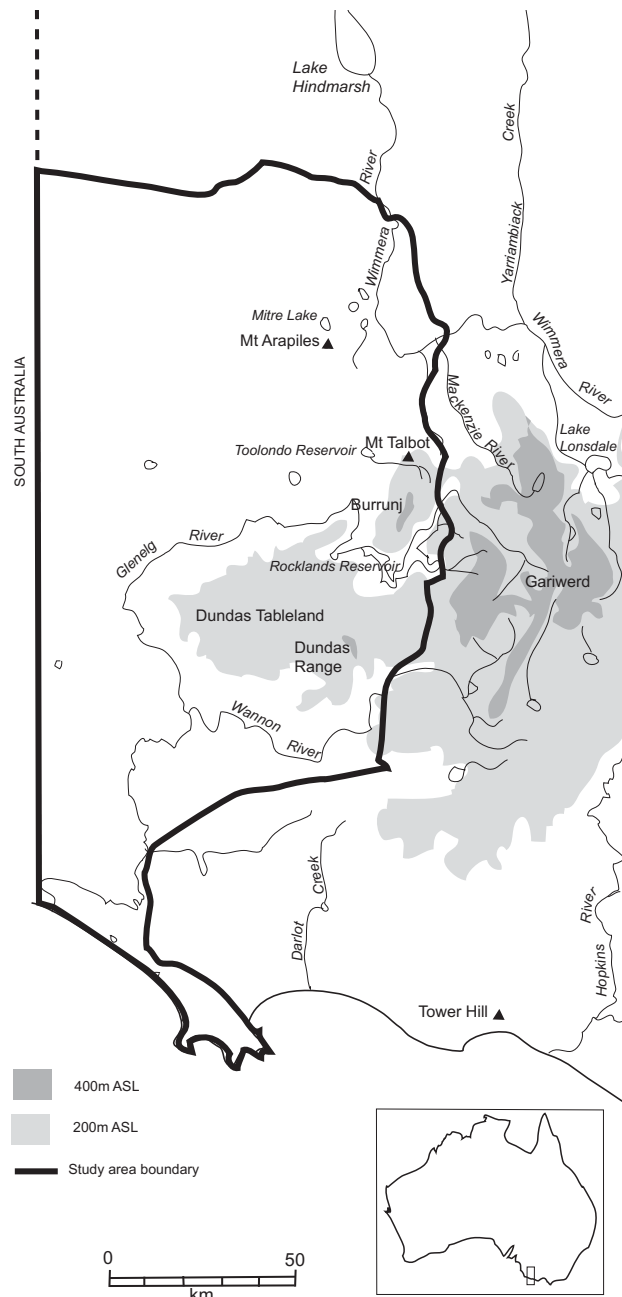 Lake
Hindmarsh
River
Creek
Wimmera
Yarriambiack
Mitre Lake
Mt Arapiles
Wimmera
River
SOUTH AUSTRALIA
Mackenzie
River
Lake
Lonsdale
Mt Talbot
Toolondo Reservoir
Burrunj
Glenelg
River
Rocklands Reservoir
Gariwerd
Dundas Tableland
Dundas
Range
Wannon
River
Creek
Darlot
River
Hopkins
Tower Hill
400m ASL
200m ASL
Study area boundary
0
50
km